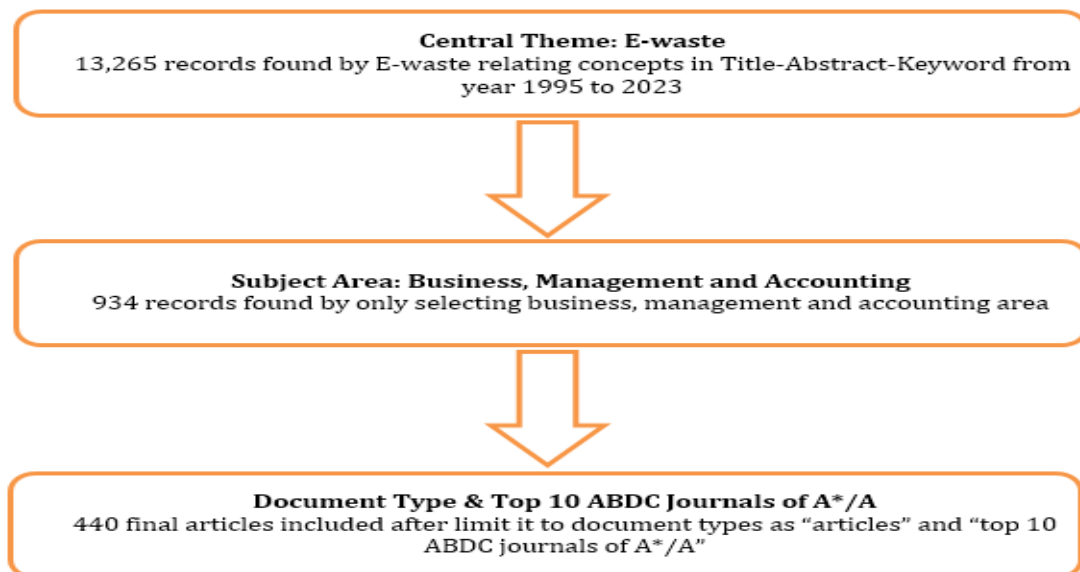 Central Theme: E-waste
13,265 records found by E-waste relating concepts in Title-Abstract-Keyword from
year 1995 to 2023
Subject Area: Business, Management and Accounting
934 records found by only selecting business, management and accounting area
Document Type & Top 10 ABDC Journals of A*/A
440 final articles included after limit it to document types as “articles” and “top 10
ABDC journals of A*/A”